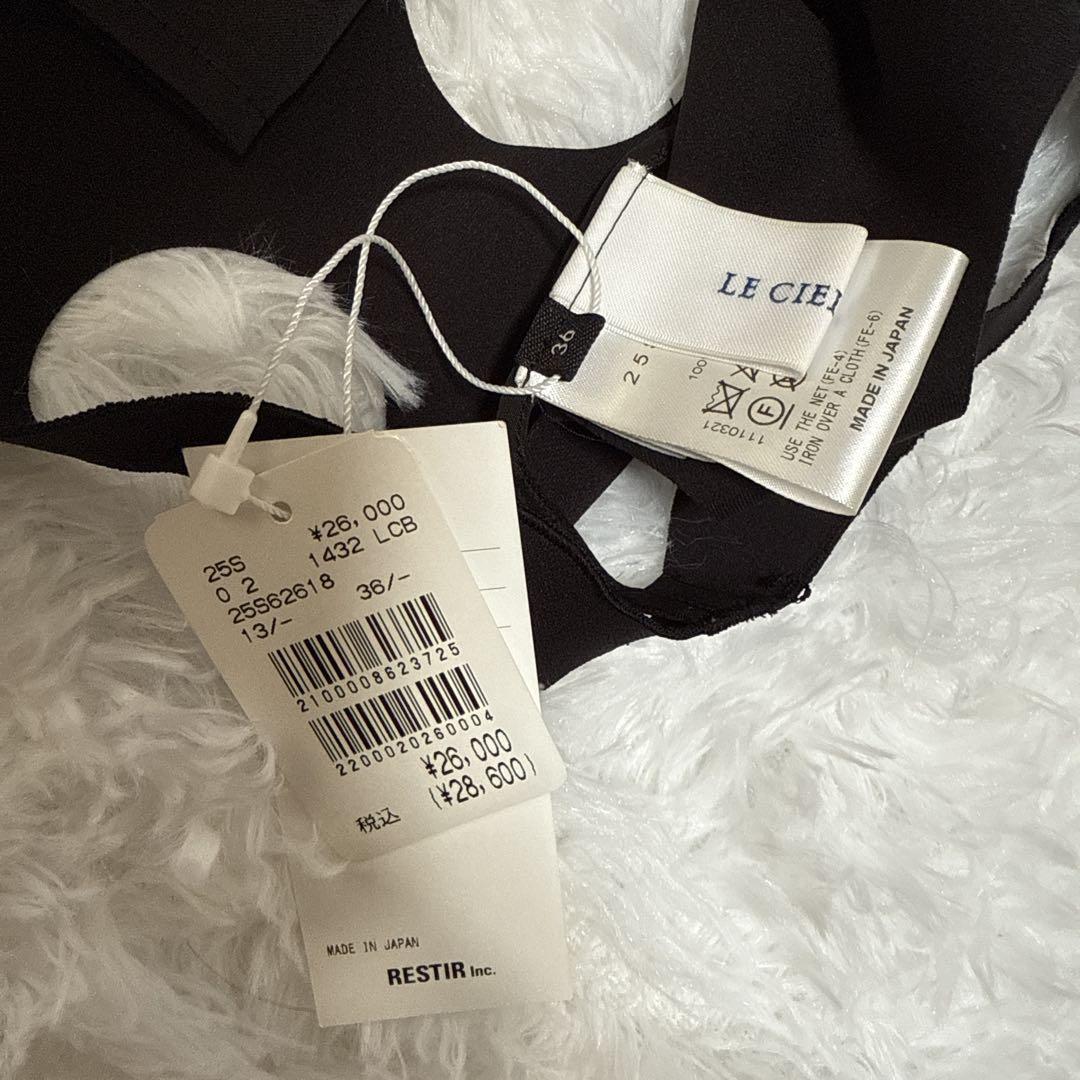 LE CIE
36
25
100
1110321
USE THE NET(FE-4)
IRON OVER A CLOTH(FE-6)
MADE IN JAPAN
¥26,000
25S 1432 LCB
0 2
25S62618
13/- 36/-
2100008623725
2200020260004
¥26,000
(¥28,600)
税込
MADE IN JAPAN
RESTIR Inc.